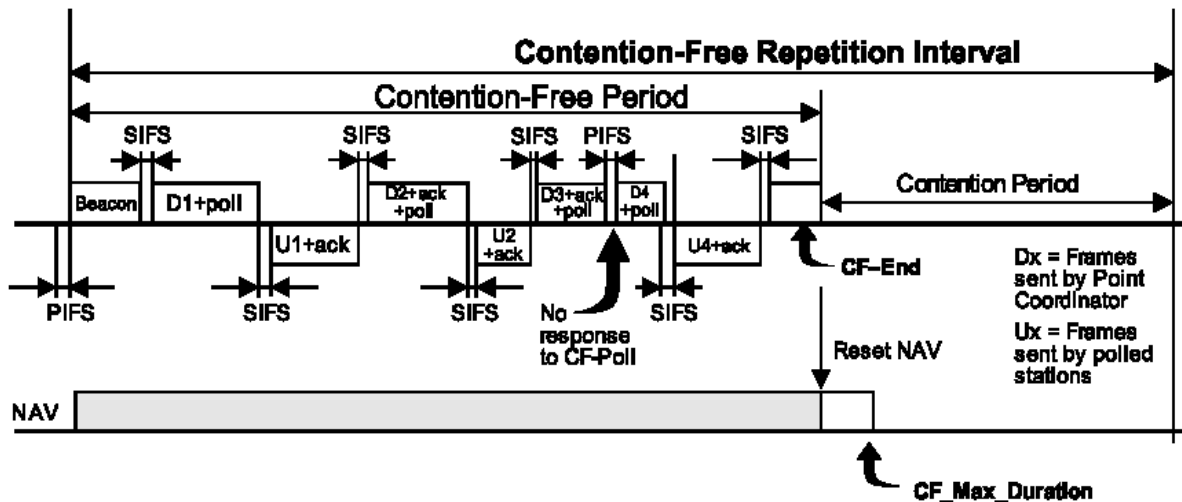 Contention-Free Repetition Interval
Contention-Free Period
SIFS
SIFS
SIFS
PIFS
SIFS
Contention Period
Beacon
D1+poll
D2+ack
+poll
D3+ack
+poll
D4
+poll
U1+ack
U2
+ack
U4+ack
CF–End
PIFS
SIFS
SIFS
No
response
to CF-Poll
SIFS
Dx = Frames
sent by Point
Coordinator
Ux = Frames
sent by polled
stations
Reset NAV
NAV
CF_Max_Duration